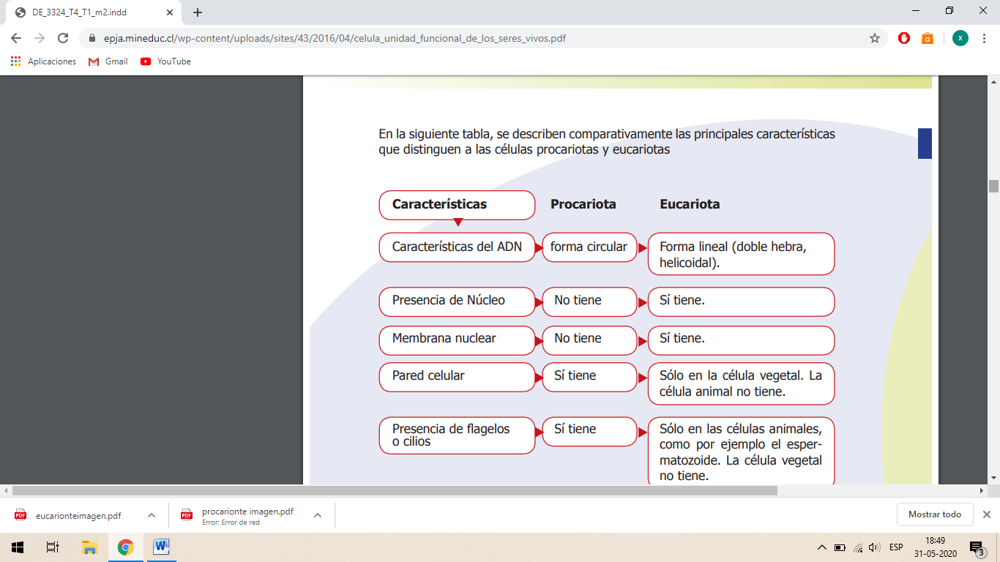 DE_3324_T4_T1_m2.indd
epja.mineduc.cl/wp-content/uploads/sites/43/2016/04/celula_unidad_funcional_de_los_seres_vivos.pdf
x
Aplicaciones Gmail YouTube
En la siguiente tabla, se describen comparativamente las principales características
que distinguen a las células procariotas y eucariotas
Características Procariota Eucariota
Características del ADN forma circular Forma lineal (doble hebra,
helicoidal).
Presencia de Núcleo No tiene Sí tiene.
Membrana nuclear No tiene Sí tiene.
Pared celular Sí tiene Sólo en la célula vegetal. La
célula animal no tiene.
Presencia de flagelos
o cilios
Sí tiene
Sólo en las células animales,
como por ejemplo el esper-
matozoide. La célula vegetal
no tiene.
PDF eucarionteimagen.pdf
PDF procarionte imagen.pdf
Error: Error de red
Mostrar todo
W
ESP
18:49
31-05-2020
3